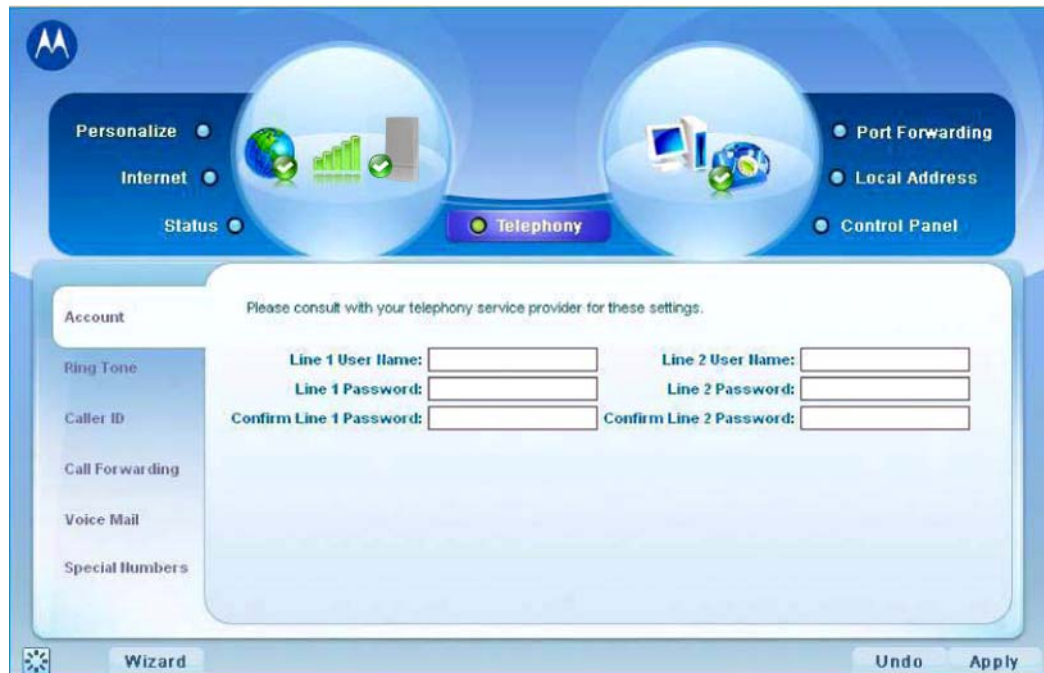 Personalize
Internet
Status
Telephony
Port Forwarding
Local Address
Control Panel
Account
Ring Tone
Caller ID
Call Forwarding
Voice Mail
Special Numbers
Please consult with your telephony service provider for these settings.
Line 1 User Name:
Line 1 Password:
Confirm Line 1 Password:
Line 2 User Name:
Line 2 Password:
Confirm Line 2 Password:
Wizard
Undo
Apply